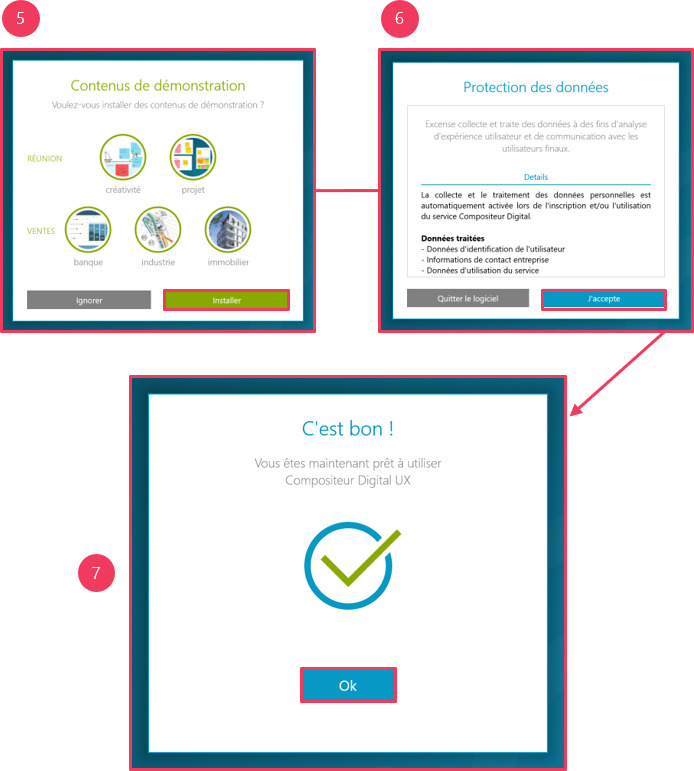 5
Contenus de démonstration
Voulez-vous installer des contenus de démonstration ?
RÉUNION
créativité
projet
VENTES
banque
industrie
immobilier
Ignorer
Installer
6
Protection des données
Excense collecte et traite des données à des fins d'analyse
d'expérience utilisateur et de communication avec les
utilisateurs finaux.
Details
La collecte et le traitement des données personnelles est
automatiquement activée lors de l'inscription et/ou l'utilisation
du service Compositeur Digital.
Données traitées
- Données d'identification de l'utilisateur
- Informations de contact entreprise
- Données d'utilisation du service
Quitter le logiciel
J'accepte
7
C'est bon !
Vous êtes maintenant prêt à utiliser
Compositeur Digital UX
Ok